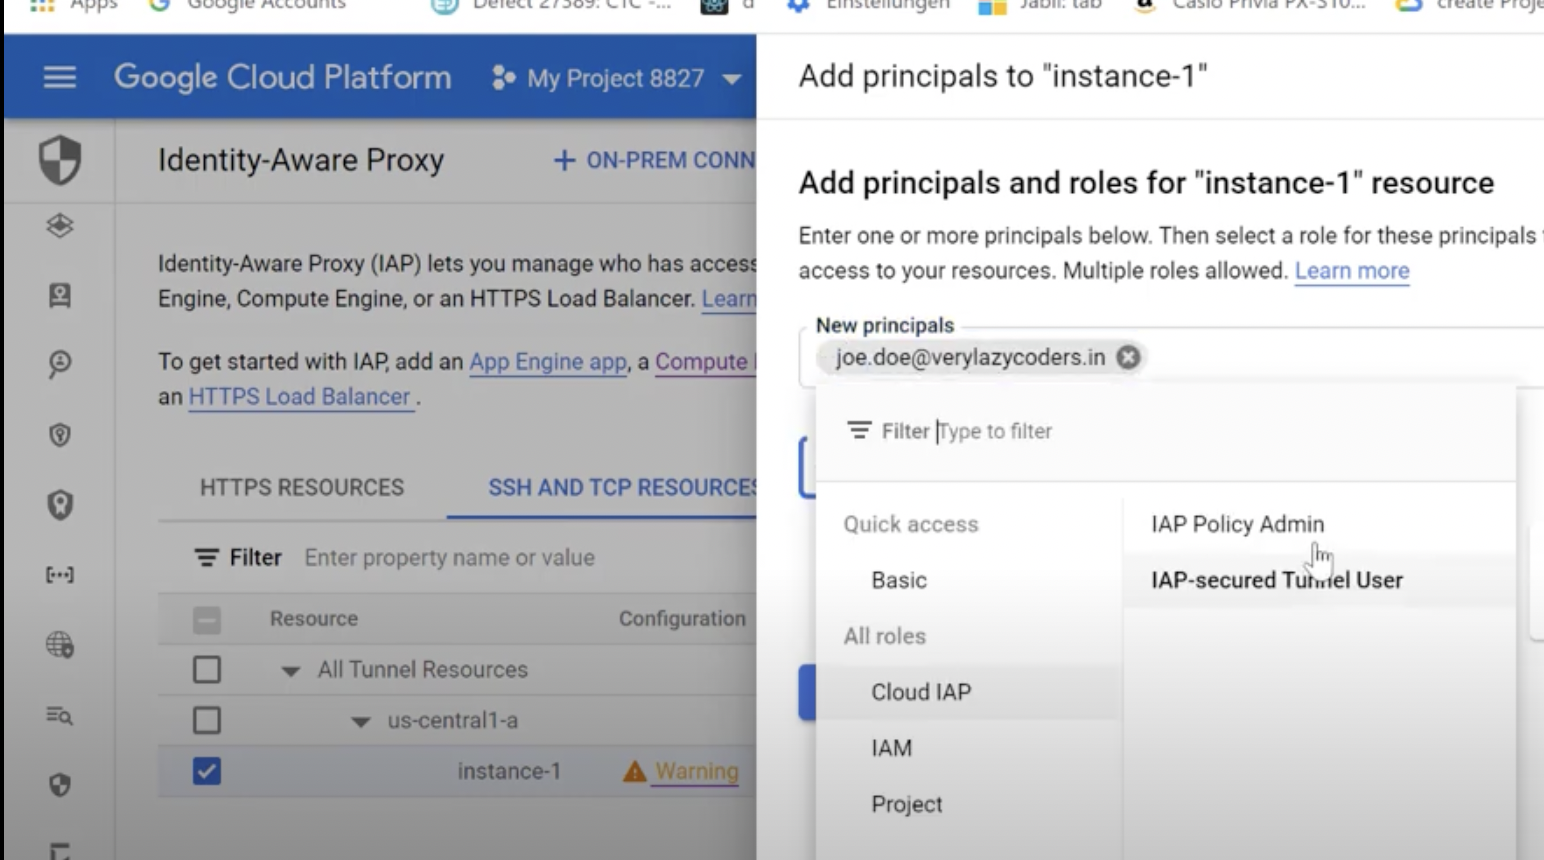 Apps
Google Accounts
Defect 27389: CTC -...
d
Einstellungen
Jabil: tab
a
Casio Privia PX-S10...
create Proje
Google Cloud Platform
My Project 8827
Add principals to "instance-1"
Identity-Aware Proxy
+ ON-PREM CONN
Add principals and roles for "instance-1" resource
Enter one or more principals below. Then select a role for these principals
access to your resources. Multiple roles allowed. Learn more
Identity-Aware Proxy (IAP) lets you manage who has access
Engine, Compute Engine, or an HTTPS Load Balancer. Learn
To get started with IAP, add an App Engine app, a Compute
an HTTPS Load Balancer .
New principals
joe.doe@verylazycoders.in
Filter Type to filter
HTTPS RESOURCES
SSH AND TCP RESOURCES
Filter Enter property name or value
Resource
Configuration
All Tunnel Resources
us-central1-a
instance-1
Warning
Quick access
Basic
All roles
Cloud IAP
IAM
Project
IAP Policy Admin
IAP-secured Tunnel User